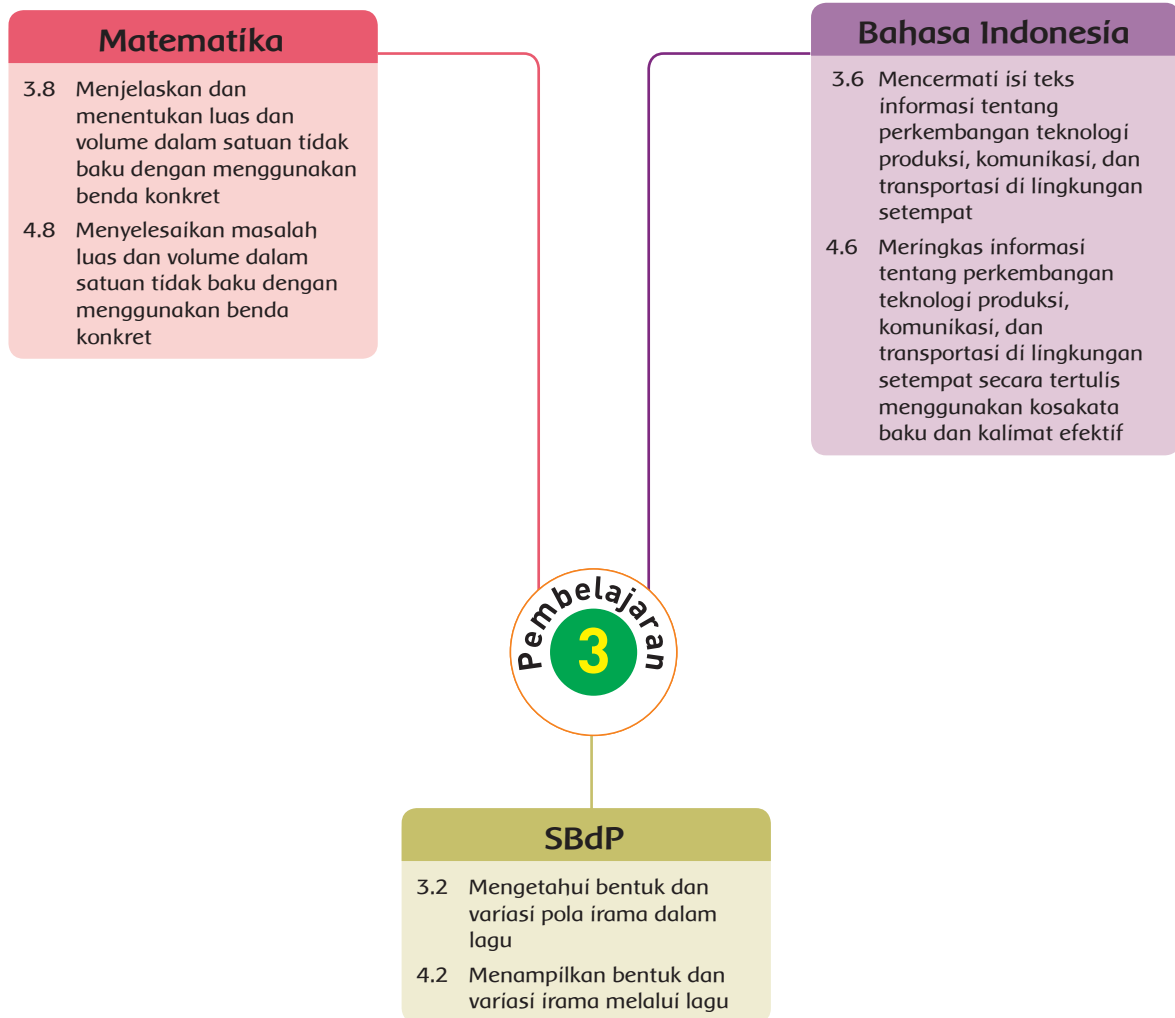 Matematika
3.8 Menjelaskan dan
menentukan luas dan
volume dalam satuan tidak
baku dengan menggunakan
benda konkret
4.8 Menyelesaikan masalah
luas dan volume dalam
satuan tidak baku dengan
menggunakan benda
konkret
Bahasa Indonesia
3.6 Mencermati isi teks
informasi tentang
perkembangan teknologi
produksi, komunikasi, dan
transportasi di lingkungan
setempat
4.6 Meringkas informasi
tentang perkembangan
teknologi produksi,
komunikasi, dan
transportasi di lingkungan
setempat secara tertulis
menggunakan kosakata
baku dan kalimat efektif
Pembelajaran
3
SBdP
3.2 Mengetahui bentuk dan
variasi pola irama dalam
lagu
4.2 Menampilkan bentuk dan
variasi irama melalui lagu